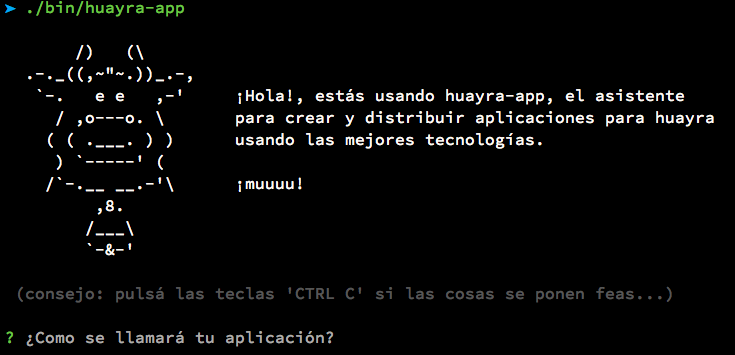 ➤ ./bin/huayra-app
¡Hola!, estás usando huayra-app, el asistente
para crear y distribuir aplicaciones para huayra
usando las mejores tecnologías.
¡muuuu!
(consejo: pulsá las teclas 'CTRL C' si las cosas se ponen feas...)
? ¿Como se llamará tu aplicación?